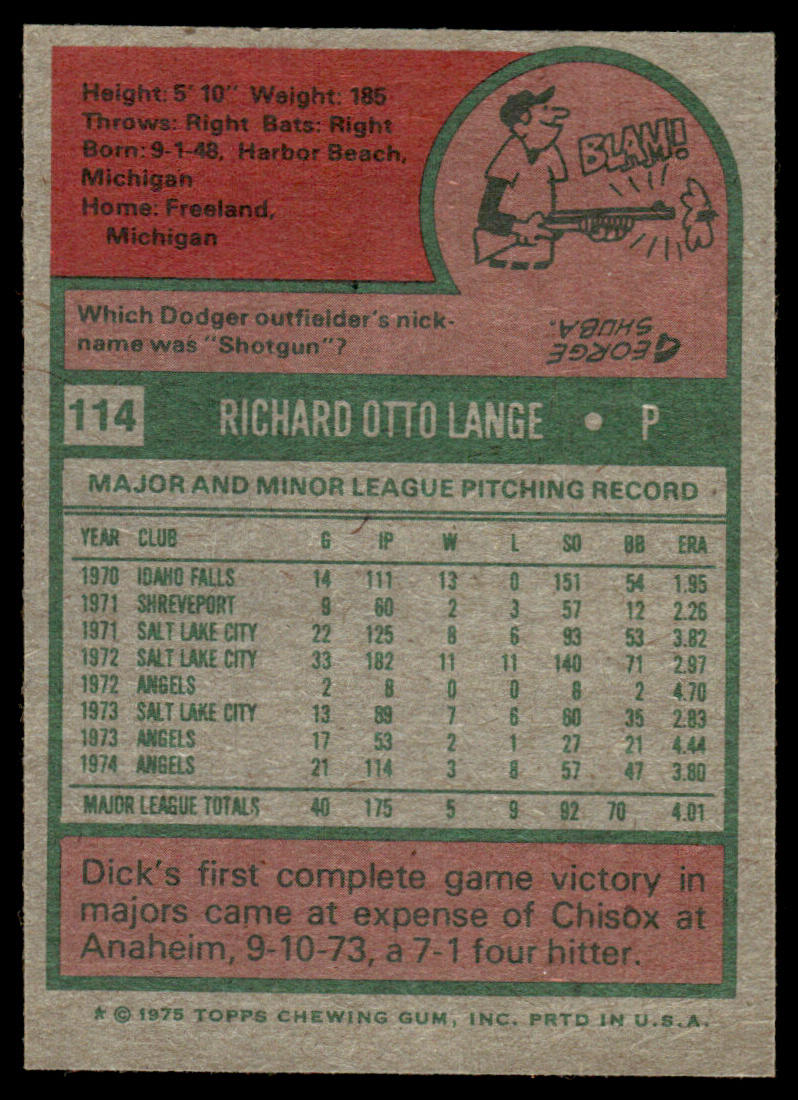 Height: 5' 10" Weight: 185
Throws: Right Bats: Right
Born: 9-1-48, Harbor Beach,
Michigan
Home: Freeland,
Michigan
BLAM!
Which Dodger outfielder's nick-
name was "Shotgun"?
GEORGE
SHUBA.
114 RICHARD OTTO LANGE • P
MAJOR AND MINOR LEAGUE PITCHING RECORD
YEAR CLUB G IP W L SO BB ERA
1970 IDAHO FALLS 14 111 13 0 151 54 1.95
1971 SHREVEPORT 9 60 2 3 57 12 2.26
1971 SALT LAKE CITY 22 125 8 6 93 53 3.82
1972 SALT LAKE CITY 33 182 11 11 140 71 2.97
1972 ANGELS 2 8 0 0 8 2 4.70
1973 SALT LAKE CITY 13 89 7 6 80 35 2.83
1973 ANGELS 17 53 2 1 27 21 4.44
1974 ANGELS 21 114 3 8 57 47 3.80
MAJOR LEAGUE TOTALS 40 175 5 9 92 70 4.01
Dick's first complete game victory in
majors came at expense of Chisox at
Anaheim, 9-10-73, a 7-1 four hitter.
* © 1975 TOPPS CHEWING GUM, INC. PRTD IN U.S.A.